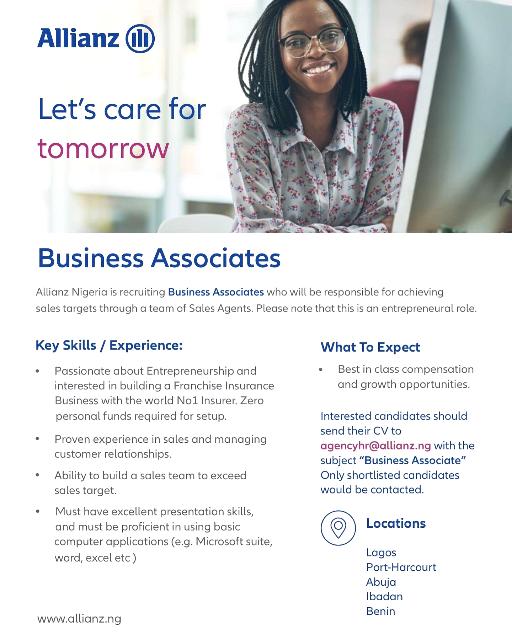 Allianz
Let's care for
tomorrow
Business Associates
Allianz Nigeria is recruiting Business Associates who will be responsible for achieving
sales targets through a team of Sales Agents. Please note that this is an entrepreneurial role.
Key Skills / Experience:
• Passionate about Entrepreneurship and
interested in building a Franchise Insurance
Business with the world No1 Insurer. Zero
personal funds required for setup.
• Proven experience in sales and managing
customer relationships.
• Ability to build a sales team to exceed
sales target.
• Must have excellent presentation skills,
and must be proficient in using basic
computer applications (e.g. Microsoft suite,
word, excel etc )
What To Expect
• Best in class compensation
and growth opportunities.
Interested candidates should
send their CV to
agencyhr@allianz.ng with the
subject "Business Associate"
Only shortlisted candidates
would be contacted.
Locations
Lagos
Port-Harcourt
Abuja
Ibadan
Benin
www.allianz.ng